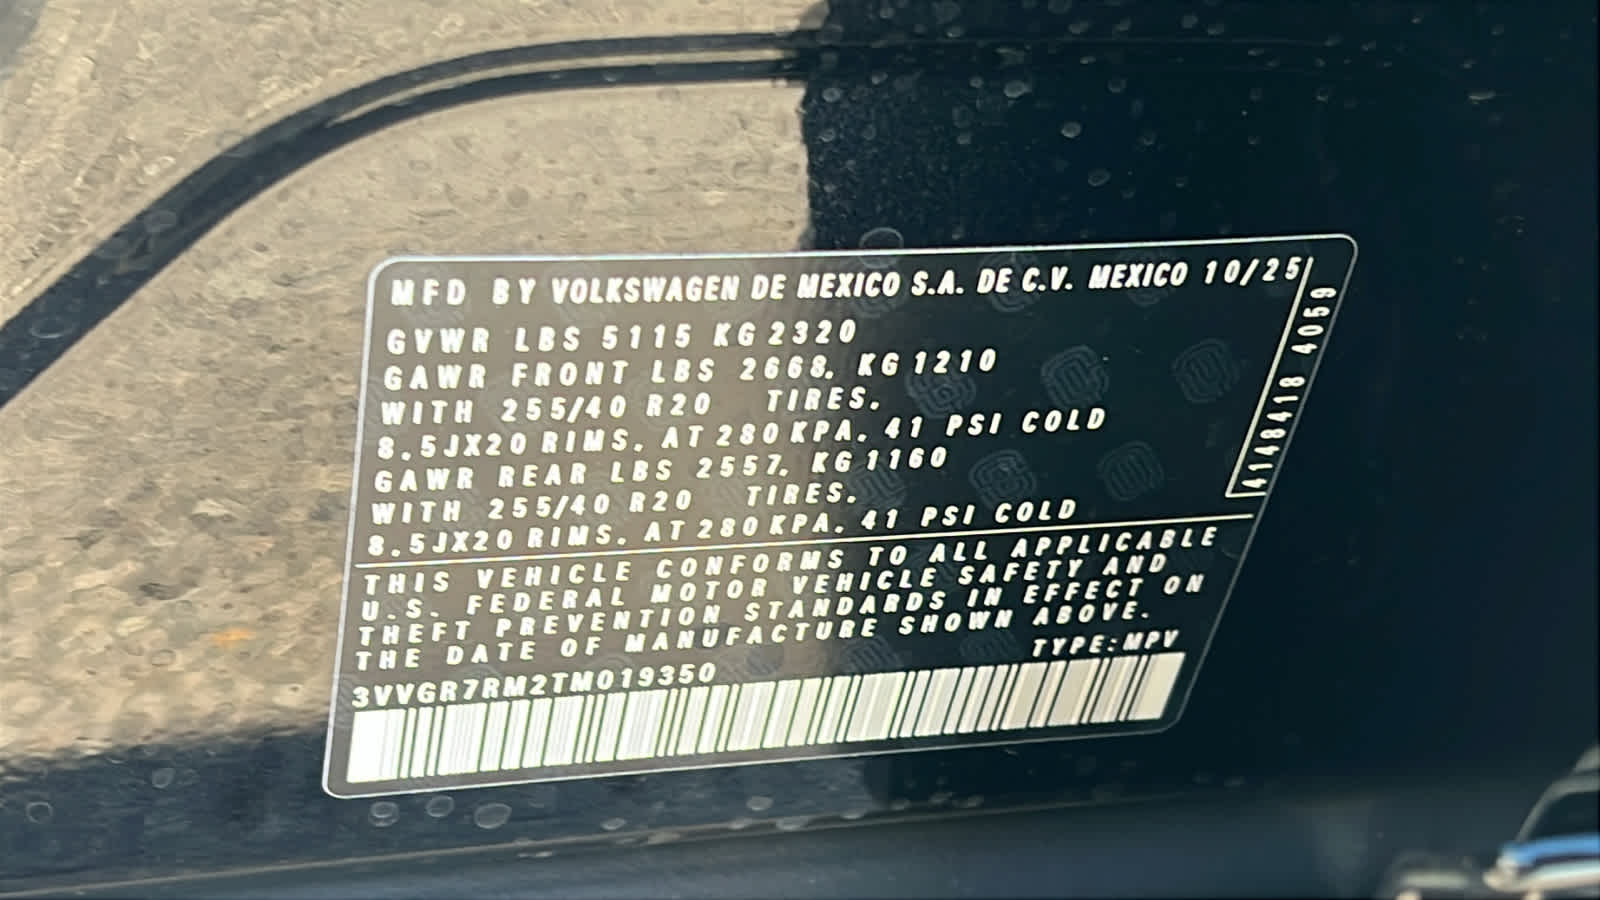 MFD BY VOLKSWAGEN DE MEXICO S.A. DE C.V. MEXICO 10/25
GVWR LBS 5115 KG 2320
GAWR FRONT LBS 2668, KG 1210
WITH 255/40 R20 TIRES.
8.5JX20 RIMS, AT 280 KPA. 41 PSI COLD
GAWR REAR LBS 2557, KG 1160
WITH 255/40 R20 TIRES.
8.5JX20 RIMS. AT 280 KPA. 41 PSI COLD
THIS VEHICLE CONFORMS TO ALL APPLICABLE
U.S. FEDERAL MOTOR VEHICLE SAFETY AND
THEFT PREVENTION STANDARDS IN EFFECT ON
THE DATE OF MANUFACTURE SHOWN ABOVE.
TYPE:MPV
3VVGR7RM2TM019350
4148418 4059